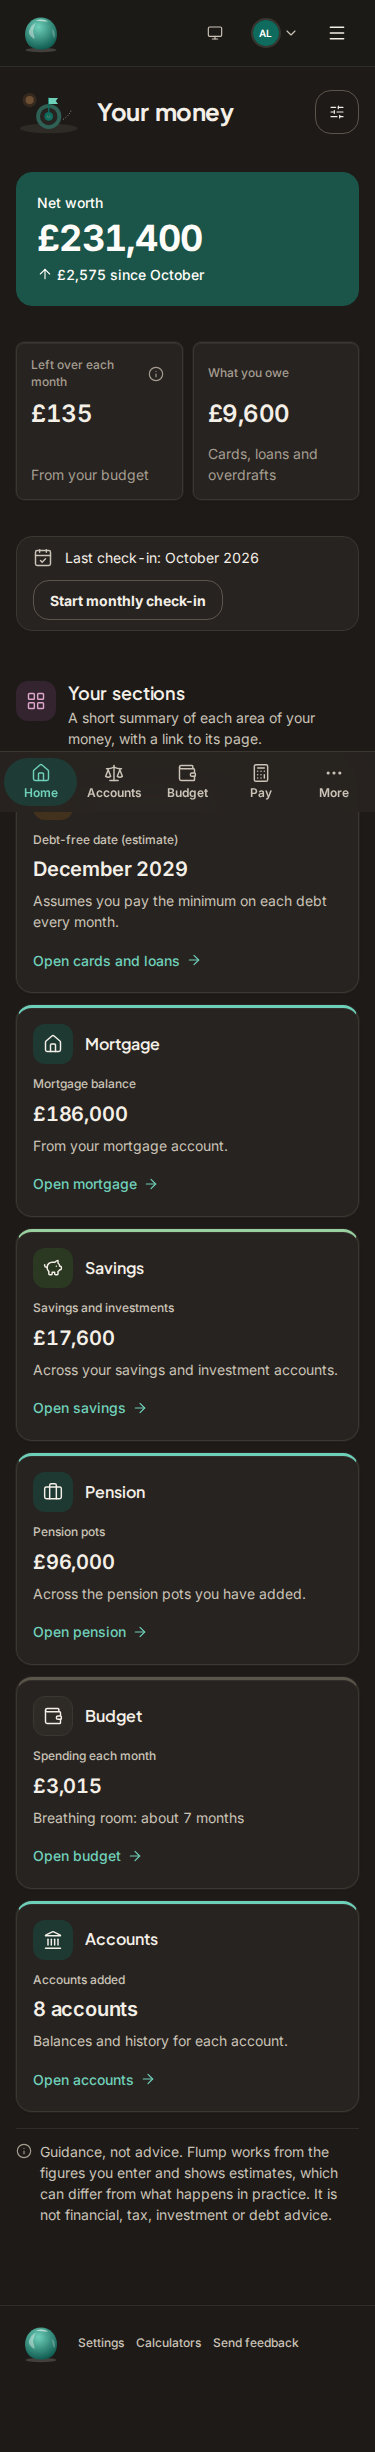 AL
Your money
Net worth
£231,400
↑ £2,575 since October
Left over each
month
£135
From your budget
What you owe
£9,600
Cards, loans and
overdrafts
Last check-in: October 2026
Start monthly check-in
Your sections
A short summary of each area of your
money, with a link to its page.
Home
Accounts
Budget
Pay
More
Debt-free date (estimate)
December 2029
Assumes you pay the minimum on each debt
every month.
Open cards and loans →
Mortgage
Mortgage balance
£186,000
From your mortgage account.
Open mortgage →
Savings
Savings and investments
£17,600
Across your savings and investment accounts.
Open savings →
Pension
Pension pots
£96,000
Across the pension pots you have added.
Open pension →
Budget
Spending each month
£3,015
Breathing room: about 7 months
Open budget →
Accounts
Accounts added
8 accounts
Balances and history for each account.
Open accounts →
Guidance, not advice. Flump works from the
figures you enter and shows estimates, which
can differ from what happens in practice. It is
not financial, tax, investment or debt advice.
Settings
Calculators
Send feedback